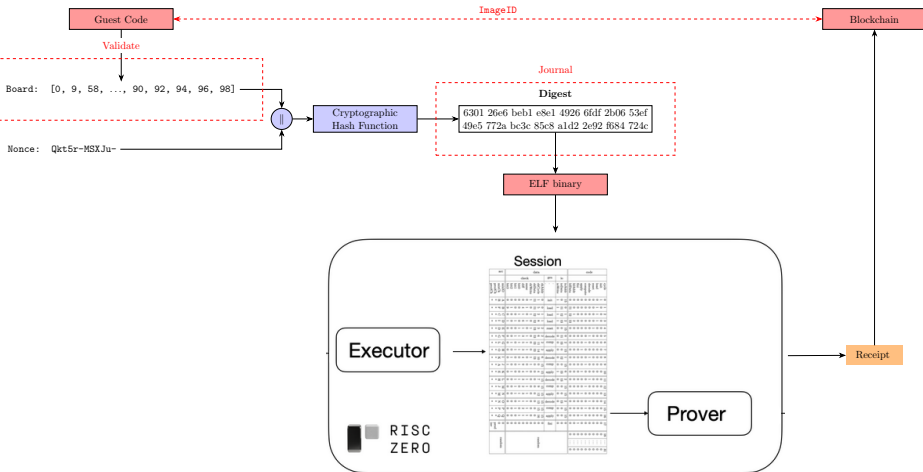 Guest Code
ImageID
Blockchain
Validate
Journal
Board: [0, 9, 58, ..., 90, 92, 94, 96, 98]
Digest
||
Cryptographic
Hash Function
6301 26e6 beb1 e8e1 4926 6fdf 2b06 53ef
49e5 772a bc3c 85c8 a1d2 2e92 f684 724c
Nonce: Qkt5r-MSXJu-
ELF binary
Session
Executor
Receipt
Prover
RISC
ZERO